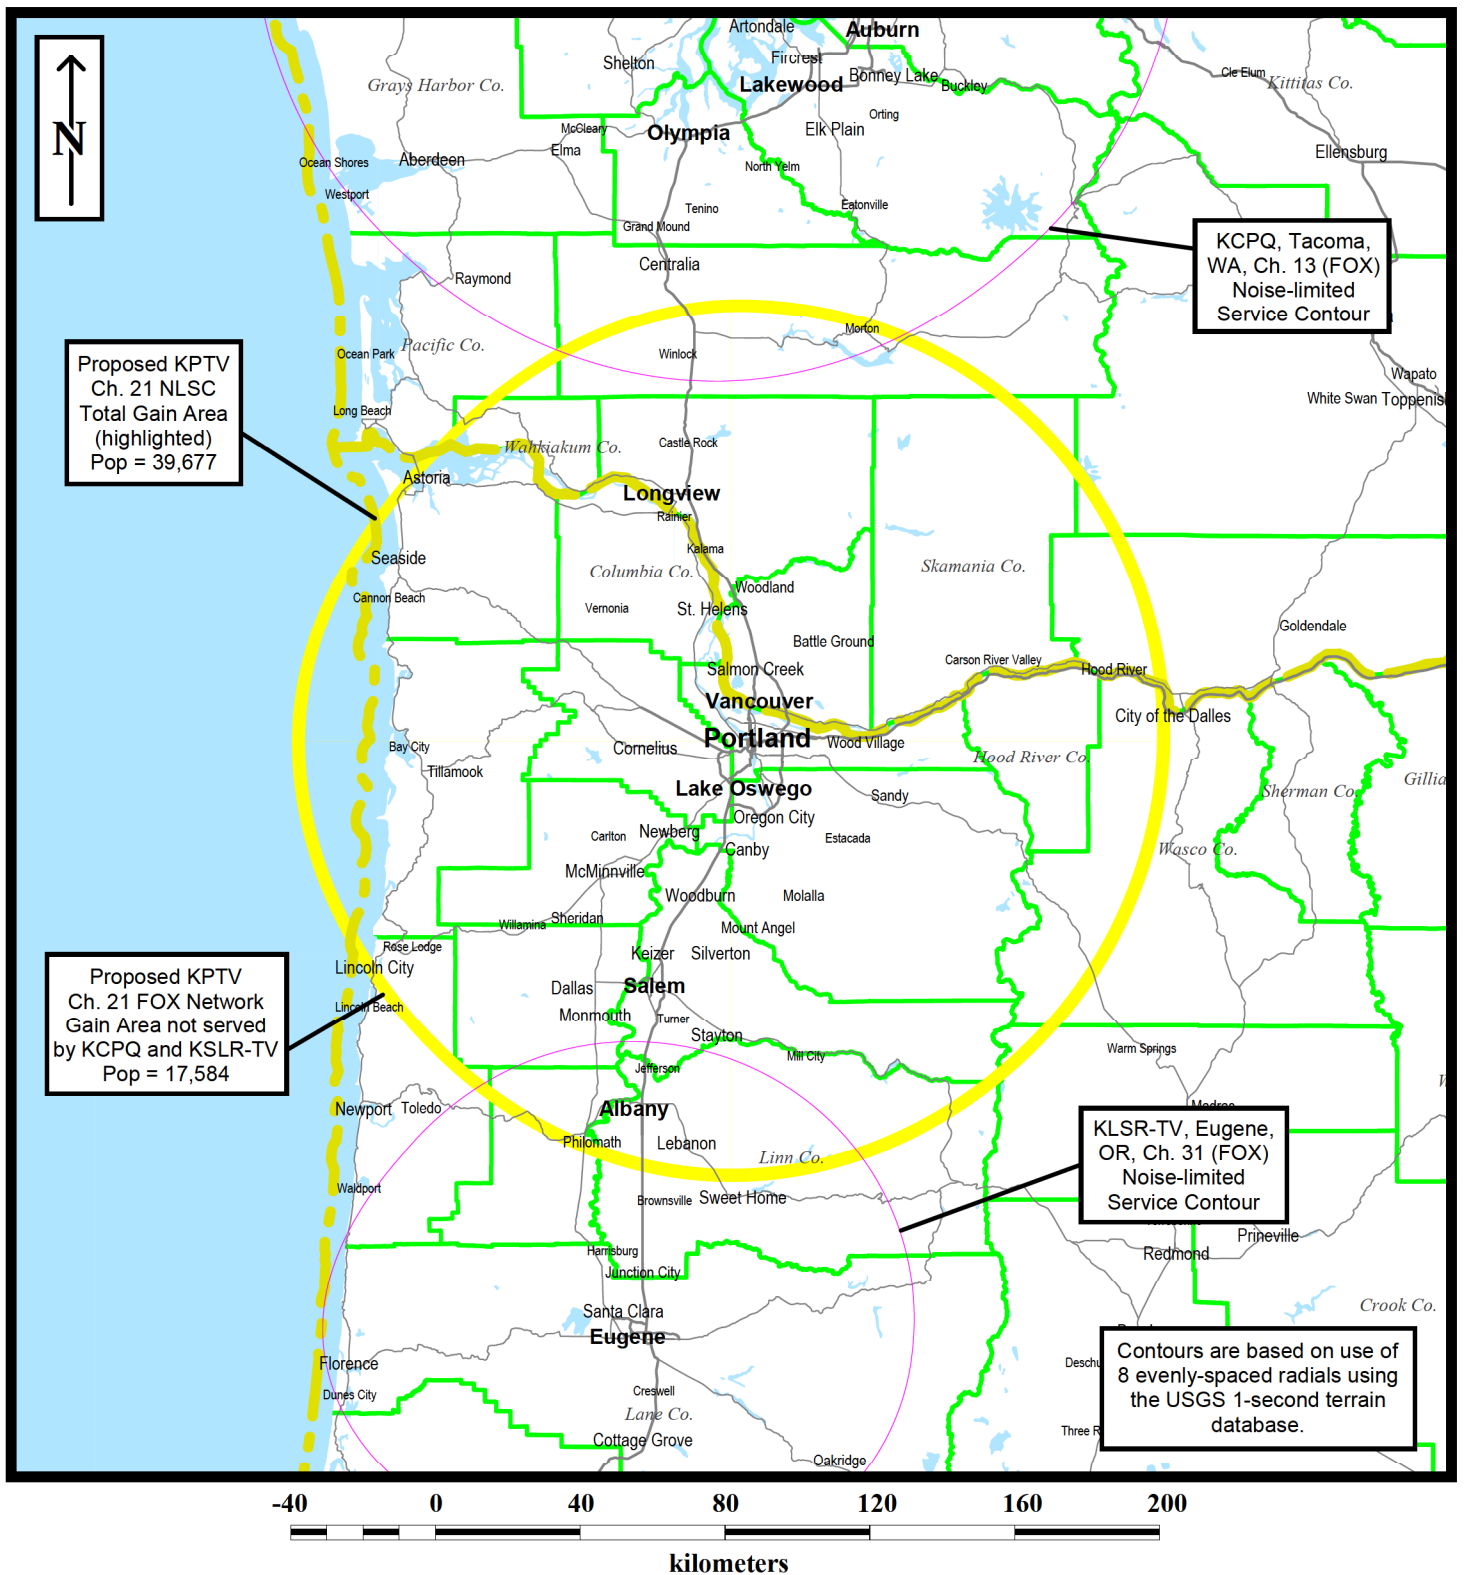 Artondale
Auburn
Shelton
Fircrest
Bonney Lake
Buckley
Cle Elum
Kittitas Co.
Grays Harbor Co.
Lakewood
Orting
N
McCleary
Olympia
Elk Plain
Elma
Ellensburg
Ocean Shores
Aberdeen
North Yelm
Westport
Tenino
Eatonville
Grand Mound
KCPQ, Tacoma,
WA, Ch. 13 (FOX)
Noise-limited
Service Contour
Centralia
Raymond
Morton
Pacific Co.
Ocean Park
Winlock
Proposed KPTV
Ch. 21 NLSC
Total Gain Area
(highlighted)
Pop = 39,677
Wapato
White Swan
Long Beach
Wahkiakum Co.
Castle Rock
Astoria
Longview
Rainier
Kalama
Seaside
Columbia Co.
Skamania Co.
Woodland
Cannon Beach
Vernonia
St. Helens
Goldendale
Battle Ground
Salmon Creek
Carson River Valley
Hood River
Vancouver
City of the Dalles
Portland
Bay City
Cornelius
Wood Village
Hood River Co.
Tillamook
Lake Oswego
Sandy
Sherman Co.
Gillia
Oregon City
Carlton
Newberg
Estacada
Canby
Wasco Co.
McMinnville
Woodburn
Molalla
Willamina
Sheridan
Mount Angel
Rose Lodge
Keizer
Silverton
Lincoln City
Dallas
Salem
Lincoln Beach
Monmouth
Turner
Proposed KPTV
Ch. 21 FOX Network
Gain Area not served
by KCPQ and KSLR-TV
Pop = 17,584
Stayton
Mill City
Warm Springs
Jefferson
Newport
Toledo
Albany
Philomath
Lebanon
Linn Co.
KLSR-TV, Eugene,
OR, Ch. 31 (FOX)
Noise-limited
Service Contour
Waldport
Brownsville
Sweet Home
Prineville
Harrisburg
Redmond
Junction City
Santa Clara
Crook Co.
Eugene
Florence
Dunes City
Creswell
Deschu
Lane Co.
Three R
Cottage Grove
Oakridge
Contours are based on use of
8 evenly-spaced radials using
the USGS 1-second terrain
database.
-40 0 40 80 120 160 200
kilometers